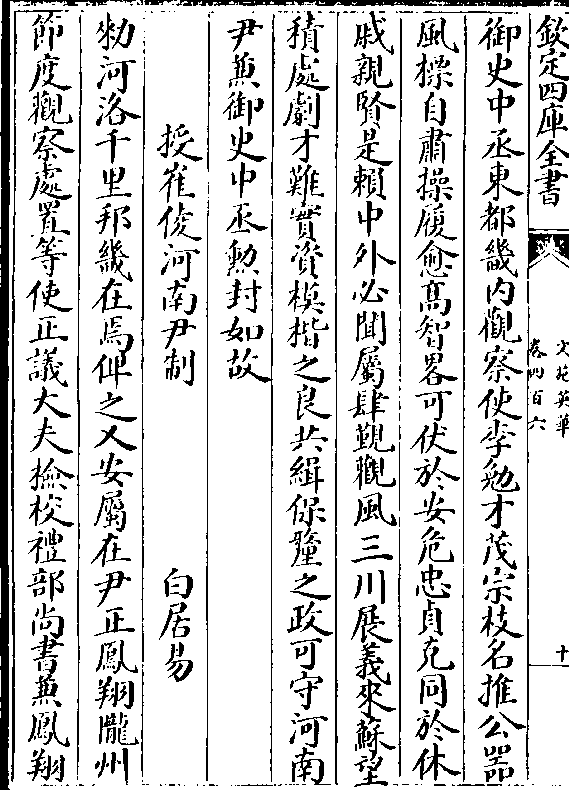 欽定四庫全書
文苑英華
卷四百六
十
御史中丞東都畿内觀察使李勉才茂宗枝名推公器
風摽自肅操履愈髙智畧可伏於安危忠貞克同於休
戚親賢是賴中外必聞屬肆覲觀風三川展義來蘇望
積處劇才難實資模楷之良共緝保釐之政可守河南
尹兼御史中丞勲封如故
授崔俊河南尹制 白居易
勑河洛千里邦畿在焉俾之乂安屬在尹正鳳翔隴州
節度觀察處置等使正議大夫撿校禮部尚書兼鳳翔